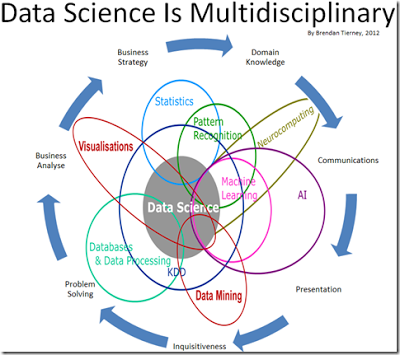 Data Science Is Multidisciplinary
By Brendan Tierney, 2012
Business
Strategy
Domain
Knowledge
Statistics
Pattern
Recognition
Neurocomputing
Visualisations
Business
Analyse
Communications
Machine
Learning
AI
Data Science
Databases
& Data Processing
KDD
Data Mining
Problem
Solving
Presentation
Inquisitiveness